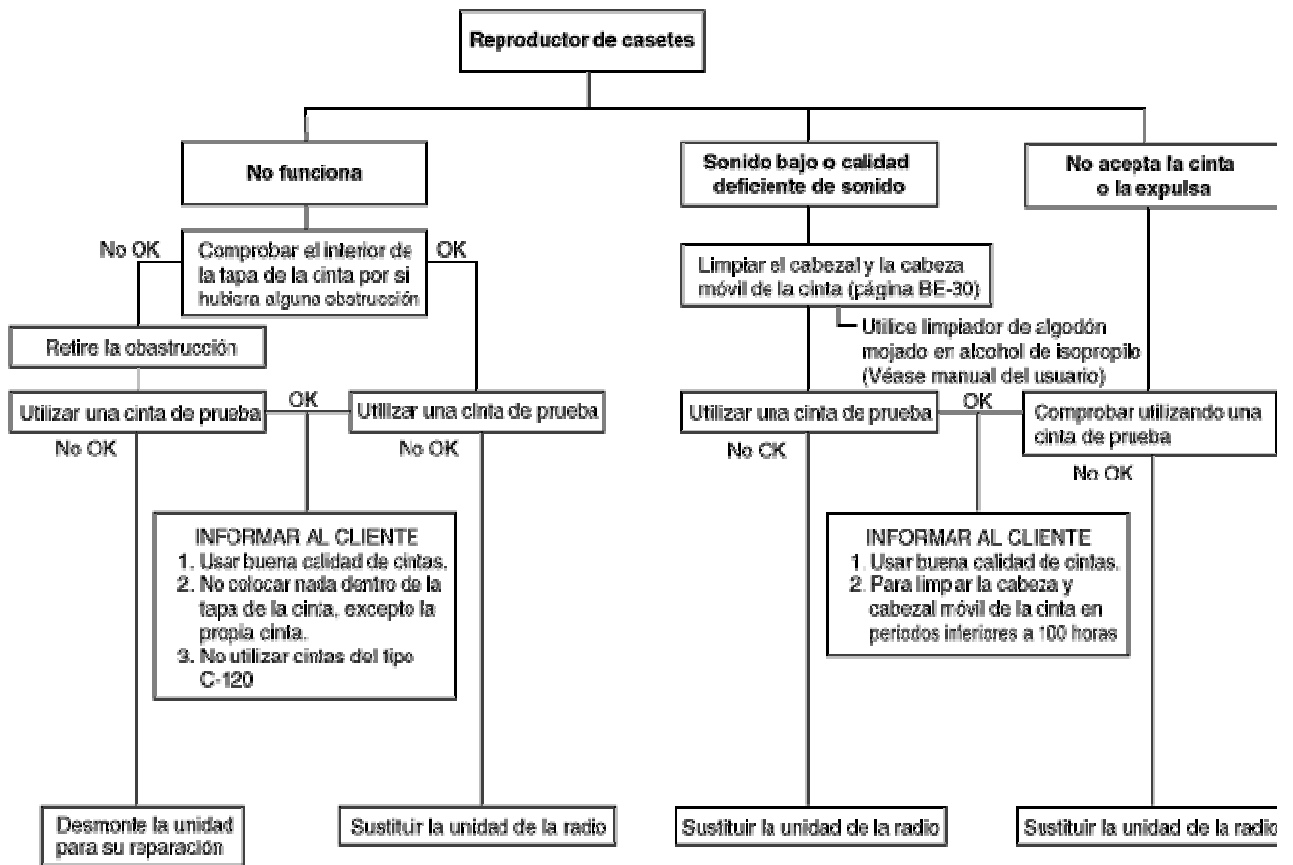 Reproductor de casetes
No funciona
Sonido bajo o calidad
deficiente de sonido
No acepta la cinta
o la expulsa
No OK
Comprobar el interior de
la tapa de la cinta por si
hubiera alguna obstrucción
OK
Limpiar el cabezal y la cabeza
móvil de la cinta (página BE-30)
Utilice limpiador de algodón
mojado en alcohol de isopropilo
(Véase manual del usuario)
Retire la obastrucción
Utilizar una cinta de prueba
OK
Utilizar una cinta de prueba
Utilizar una cinta de prueba
OK
Comprobar utilizando una
cinta de prueba
No OK
No OK
No OK
No OK
INFORMAR AL CLIENTE
1. Usar buena calidad de cintas.
2. No colocar nada dentro de la
tapa de la cinta, excepto la
propia cinta.
3. No utilizar cintas del tipo
C-120
INFORMAR AL CLIENTE
1. Usar buena calidad de cintas.
2. Para limpar la cabeza y
cabezal móvil de la cinta en
periodos inferiores a 100 horas
Desmonte la unidad
para su reparación
Sustituir la unidad de la radio
Sustituir la unidad de la radio
Sustituir la unidad de la radio